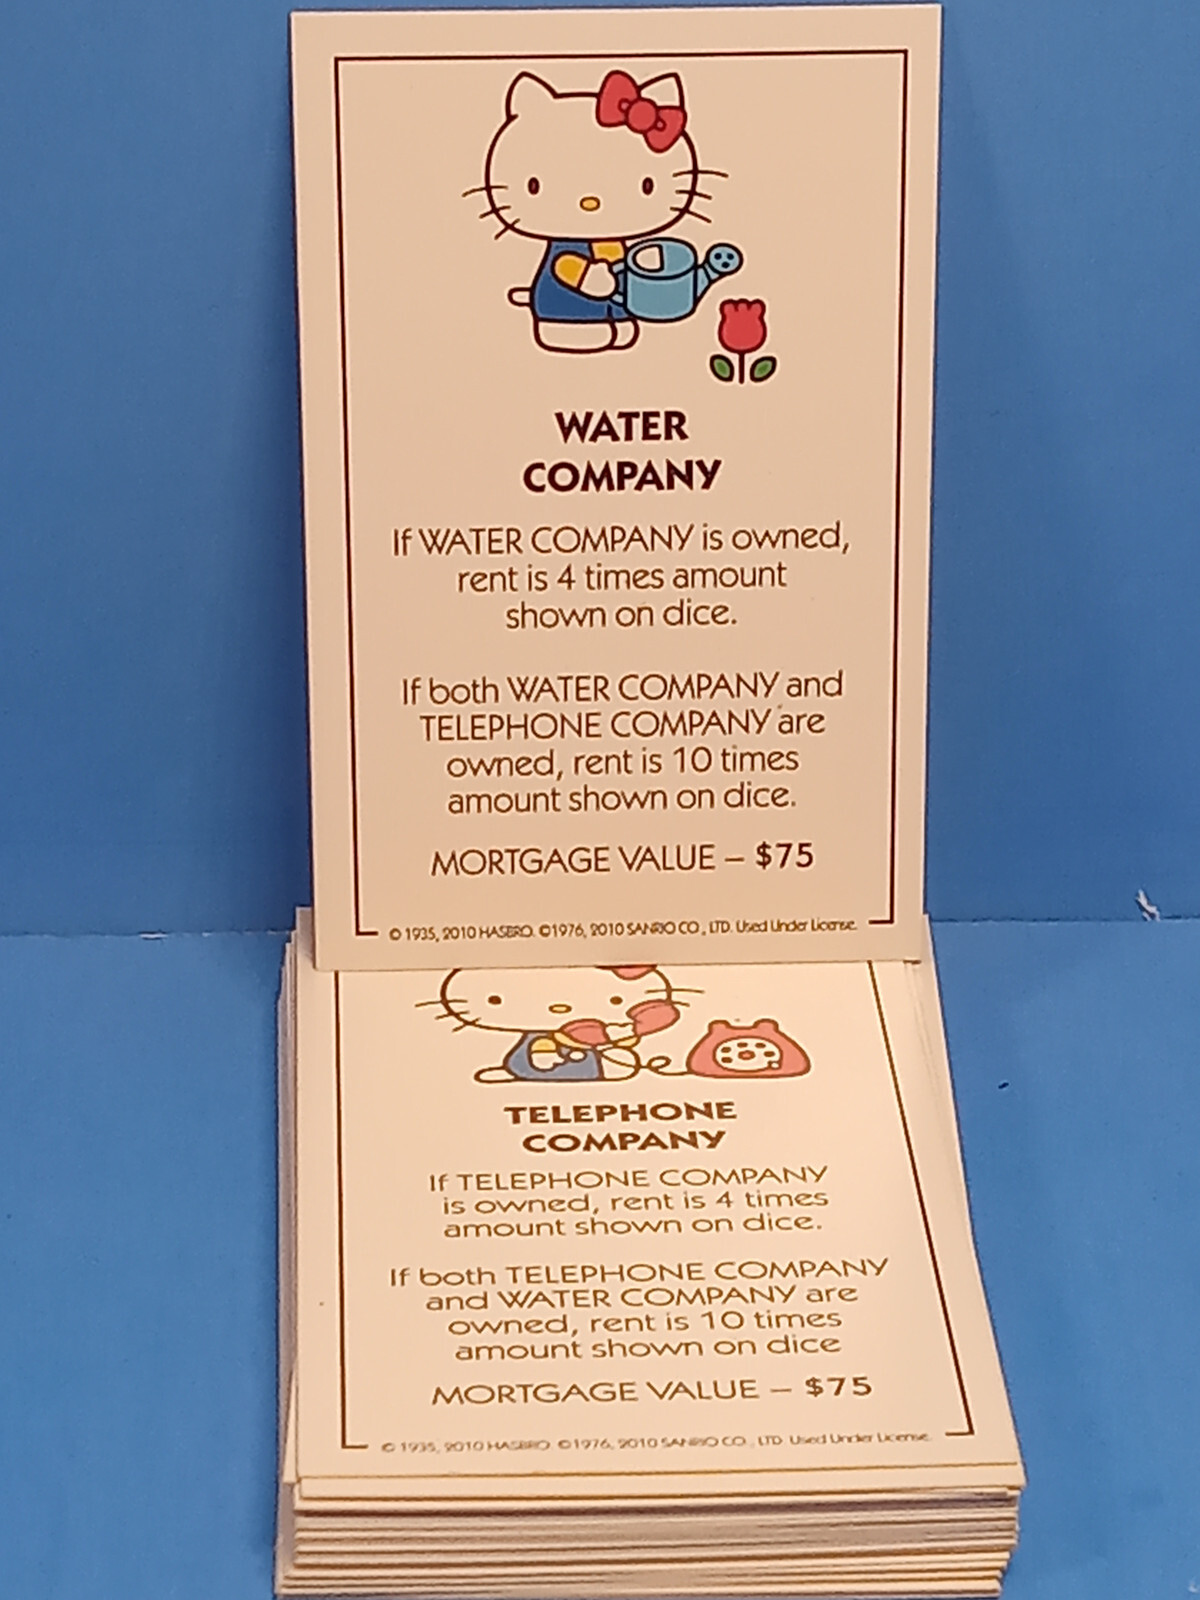 WATER
COMPANY
If WATER COMPANY is owned,
rent is 4 times amount
shown on dice.
If both WATER COMPANY and
TELEPHONE COMPANY are
owned, rent is 10 times
amount shown on dice.
MORTGAGE VALUE – $75
© 1935, 2010 HASBRO. ©1976, 2010 SANRIO CO., LTD. Used Under License.
TELEPHONE
COMPANY
If TELEPHONE COMPANY
is owned, rent is 4 times
amount shown on dice.
If both TELEPHONE COMPANY
and WATER COMPANY are
owned, rent is 10 times
amount shown on dice
MORTGAGE VALUE – $75
© 1935, 2010 HASBRO ©1976, 2010 SANRIO CO., LTD Used Under License.